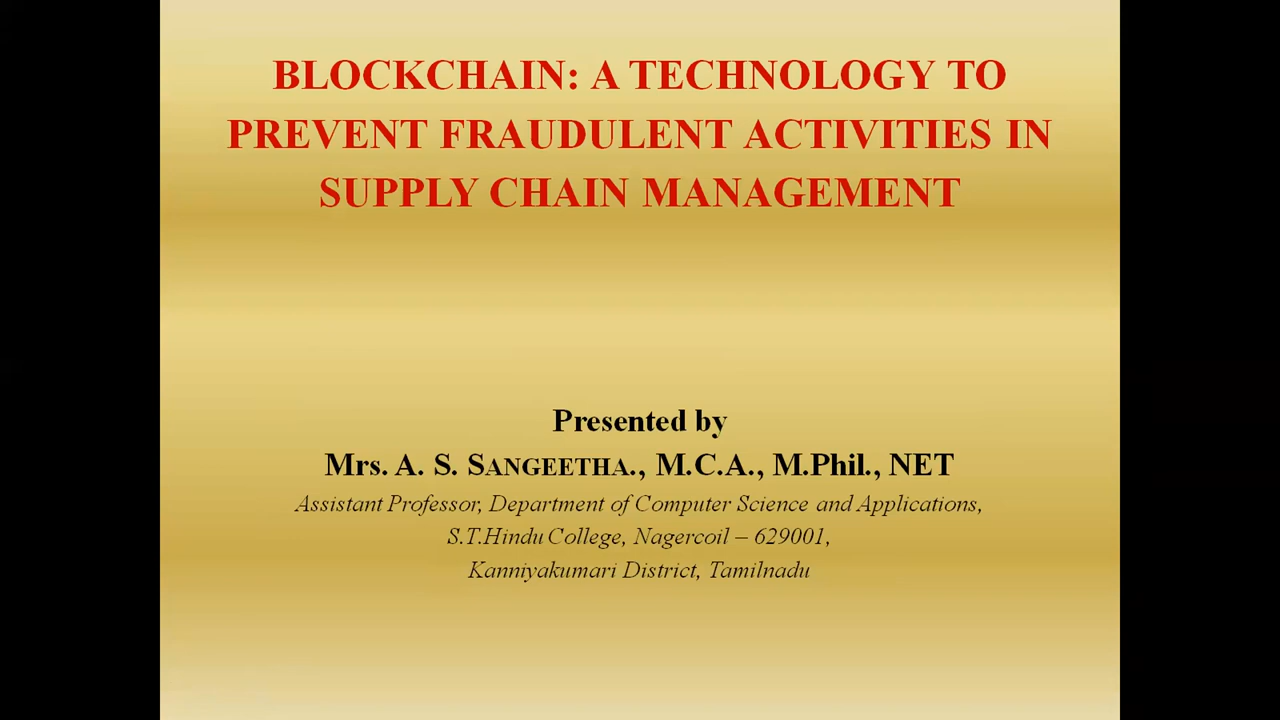 BLOCKCHAIN: A TECHNOLOGY TO
PREVENT FRAUDULENT ACTIVITIES IN
SUPPLY CHAIN MANAGEMENT
Presented by
Mrs. A. S. SANGEETHA., M.C.A., M.Phil., NET
Assistant Professor, Department of Computer Science and Applications,
S.T.Hindu College, Nagercoil – 629001,
Kanniyakumari District, Tamilnadu